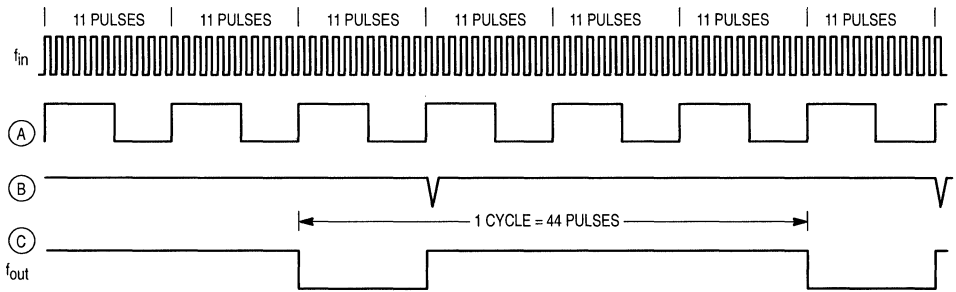 11 PULSES 11 PULSES 11 PULSES 11 PULSES 11 PULSES 11 PULSES 11 PULSES
fin
A
B
1 CYCLE = 44 PULSES
C
fout